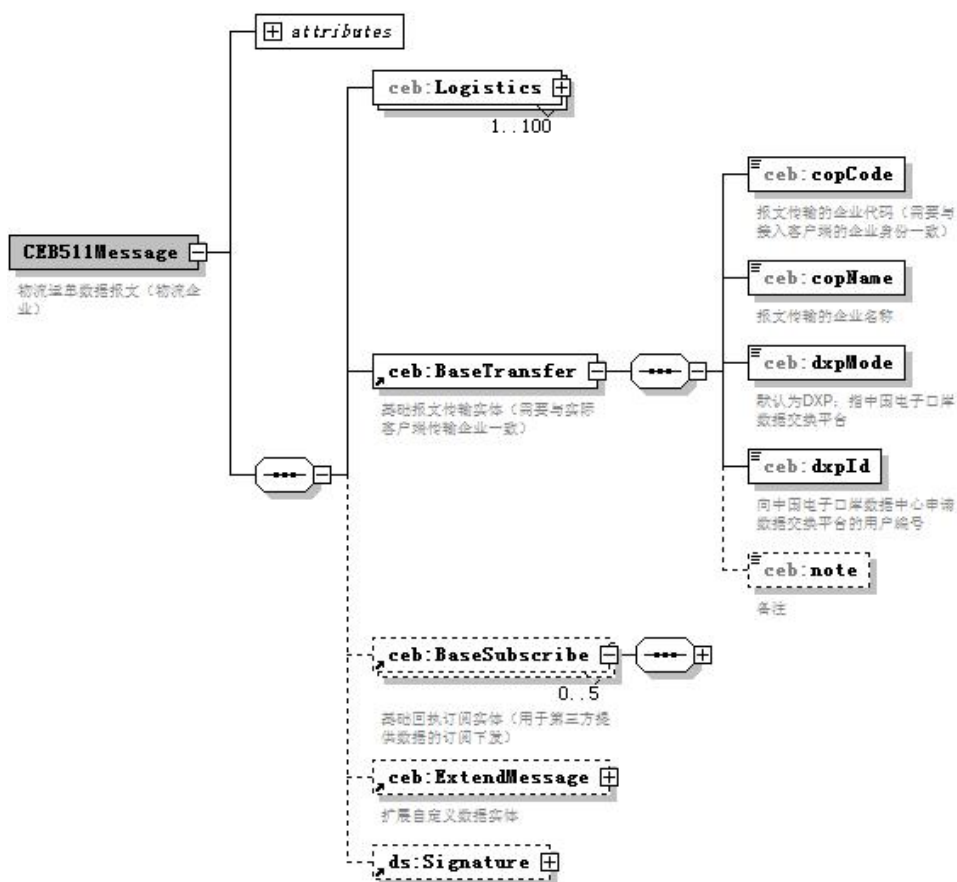 attributes
ceb:Logistics
1..100
ceb:copCode
报文传输的企业代码（需要与
接入客户端的企业身份一致）
CEB511Message
物流运单数据报文（物流企
业）
ceb:copName
报文传输的企业名称
ceb:BaseTransfer
基础报文传输实体（需要与实际
客户端传输企业一致）
ceb:dxpMode
默认为DXP；指中国电子口岸
数据交换平台
ceb:dxpId
向中国电子口岸数据中心申请
数据交换平台的用户编号
ceb:note
备注
ceb:BaseSubscribe
0..5
基础回执订阅实体（用于第三方提
供数据的订阅下发）
ceb:ExtendMessage
扩展自定义数据实体
ds:Signature